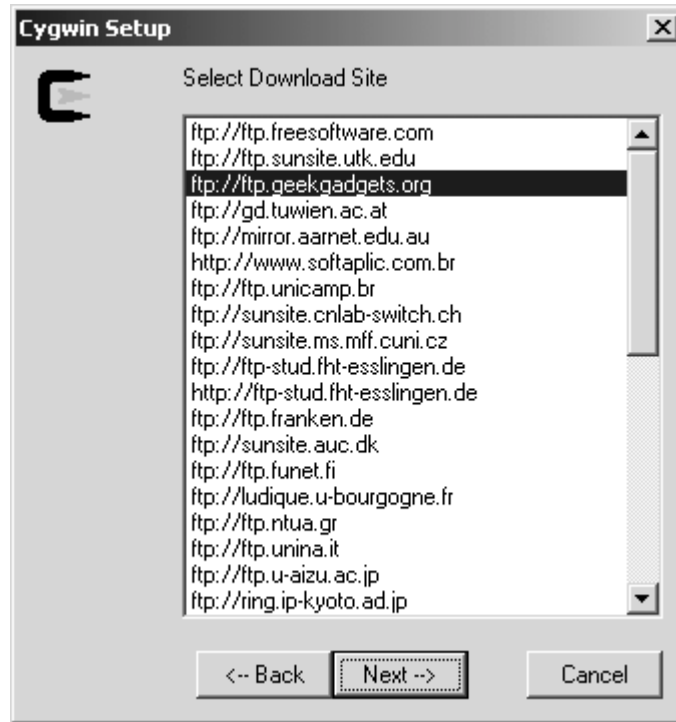 Cygwin Setup
Select Download Site
ftp://ftp.freesoftware.com
ftp://ftp.sunsite.utk.edu
ftp://ftp.geekgadgets.org
ftp://gd.tuwien.ac.at
ftp://mirror.aarnet.edu.au
http://www.softaplic.com.br
ftp://ftp.unicamp.br
ftp://sunsite.cnlab-switch.ch
ftp://sunsite.ms.mff.cuni.cz
ftp://ftp-stud.fht-esslingen.de
http://ftp-stud.fht-esslingen.de
ftp://ftp.franken.de
ftp://sunsite.auc.dk
ftp://ftp.funet.fi
ftp://ludique.u-bourgogne.fr
ftp://ftp.ntua.gr
ftp://ftp.unina.it
ftp://ftp.u-aizu.ac.jp
ftp://ring.ip-kyoto.ad.jp
<-- Back Next --> Cancel